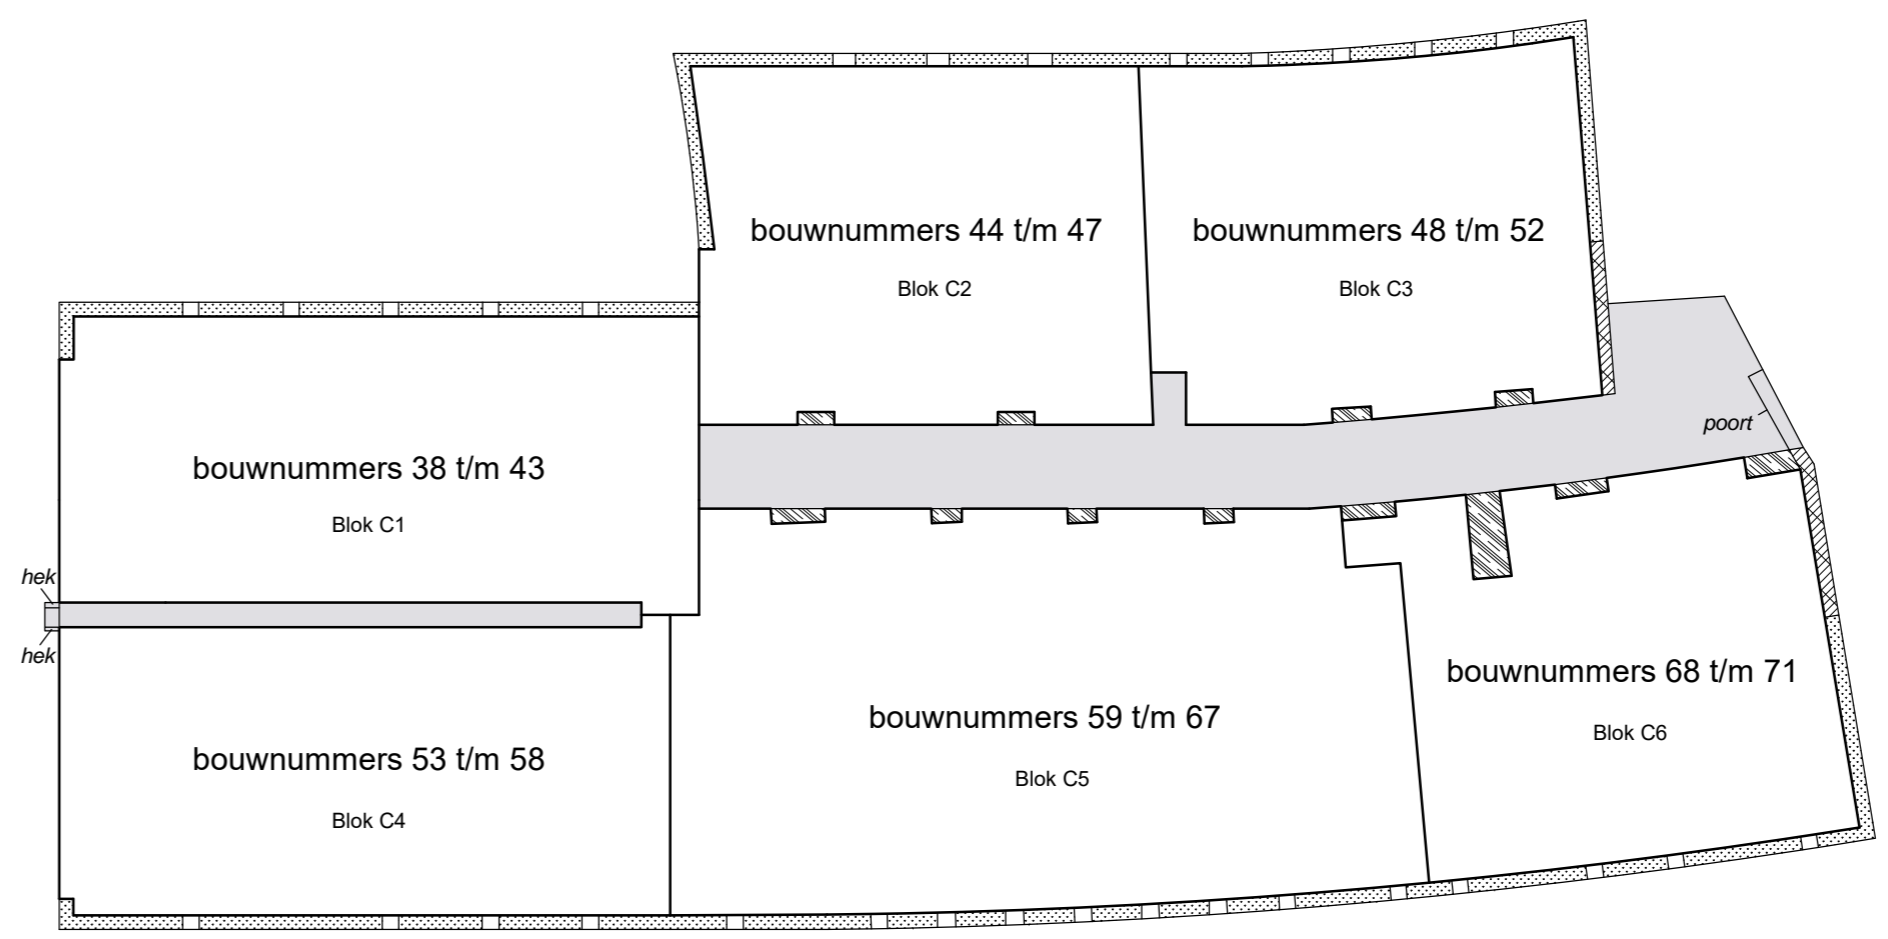 bouwnummers 44 t/m 47
Blok C2
bouwnummers 48 t/m 52
Blok C3
poort
bouwnummers 38 t/m 43
Blok C1
hek
hek
bouwnummers 53 t/m 58
Blok C4
bouwnummers 59 t/m 67
Blok C5
bouwnummers 68 t/m 71
Blok C6